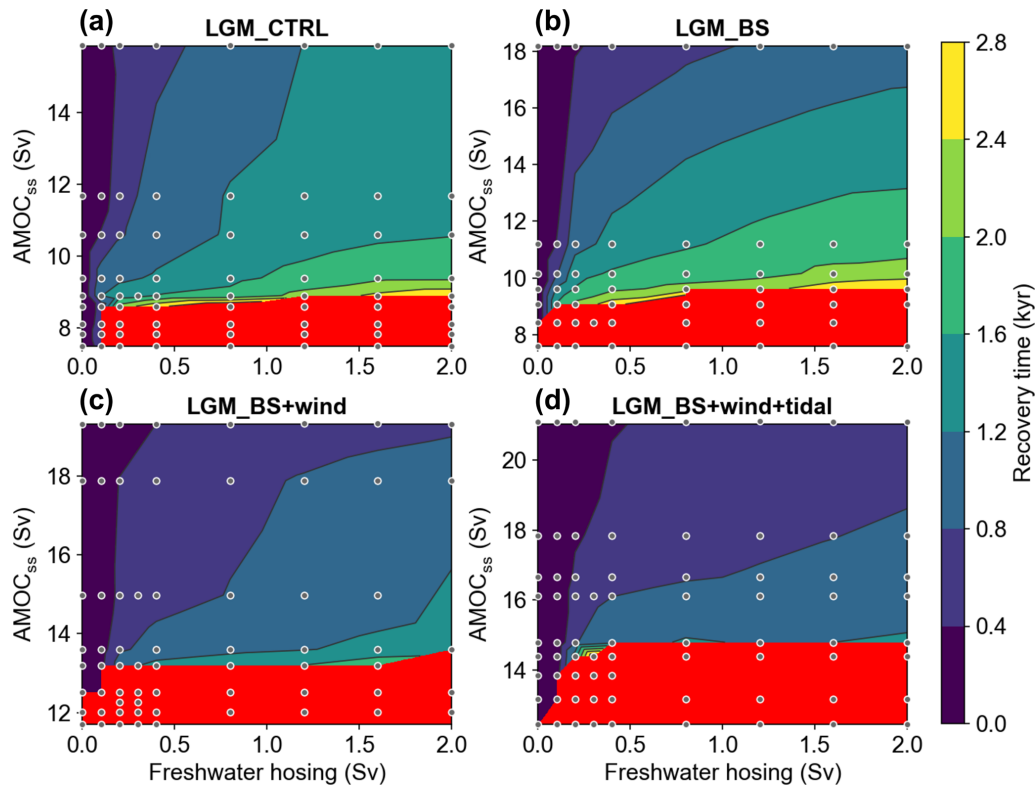 (a) LGM_CTRL
AMOCss (Sv)
14
12
10
8
0.0 0.5 1.0 1.5 2.0
(b) LGM_BS
AMOCss (Sv)
18
16
14
12
10
8
0.0 0.5 1.0 1.5 2.0
(c) LGM_BS+wind
AMOCss (Sv)
18
16
14
12
0.0 0.5 1.0 1.5 2.0
Freshwater hosing (Sv)
(d) LGM_BS+wind+tidal
AMOCss (Sv)
20
18
16
14
0.0 0.5 1.0 1.5 2.0
Freshwater hosing (Sv)
2.8
2.4
2.0
1.6
1.2
0.8
0.4
0.0
Recovery time (kyr)